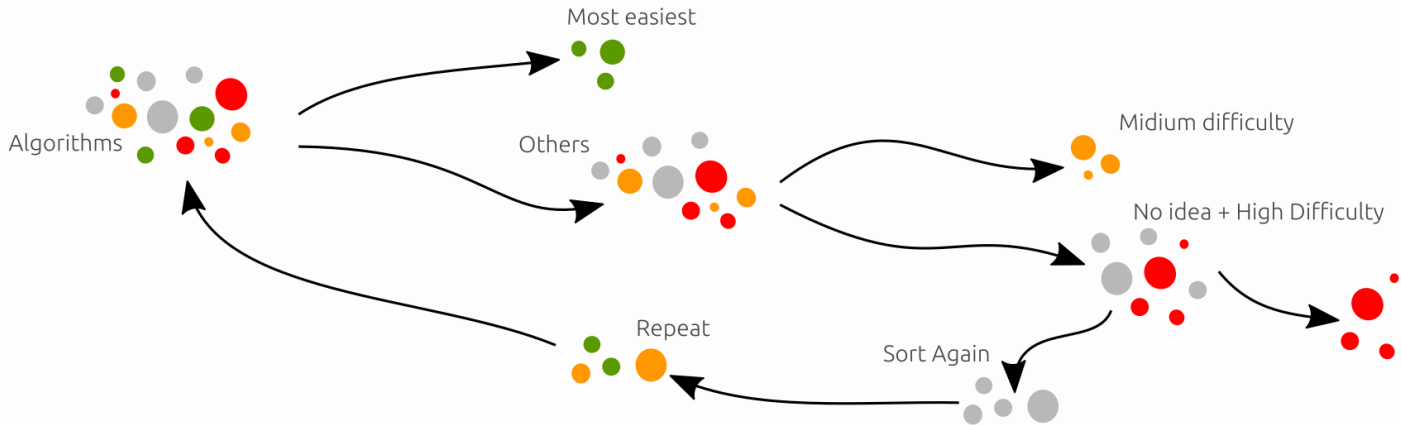 Most easiest
Algorithms
Others
Midium difficulty
No idea + High Difficulty
Repeat
Sort Again